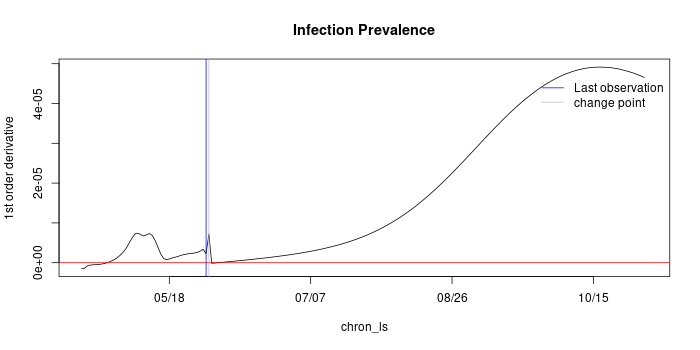 Infection Prevalence
1st order derivative
4e-05
2e-05
0e+00
Last observation
change point
05/18
07/07
08/26
10/15
chron_ls